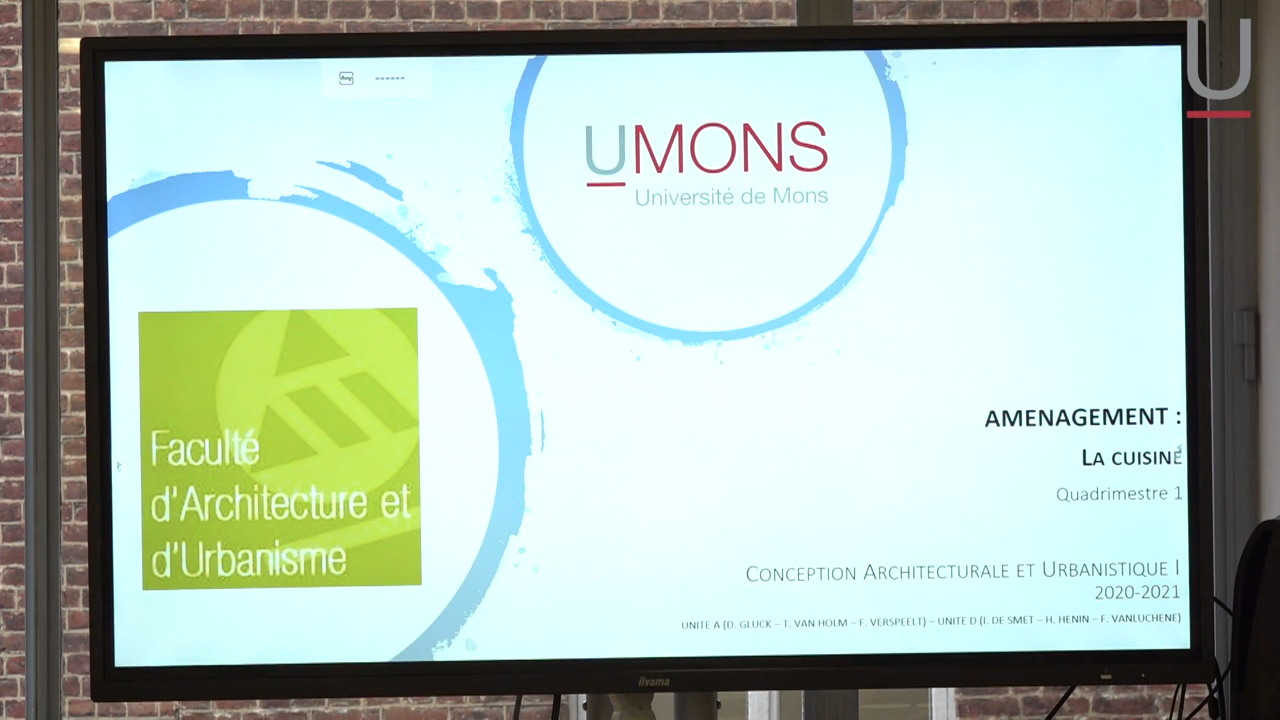 U
UMONS
Université de Mons
Faculté
d'Architecture et
d'Urbanisme
AMENAGEMENT :
LA CUISINE
Quadrimestre 1
CONCEPTION ARCHITECTURALE ET URBANISTIQUE I
2020-2021
UNITE A (D. GLUCK – T. VAN HOLM – F. VERSPEELT) – UNITE D (I. DE SMET – H. HENIN – F. VANLUCHENE)
iiyama